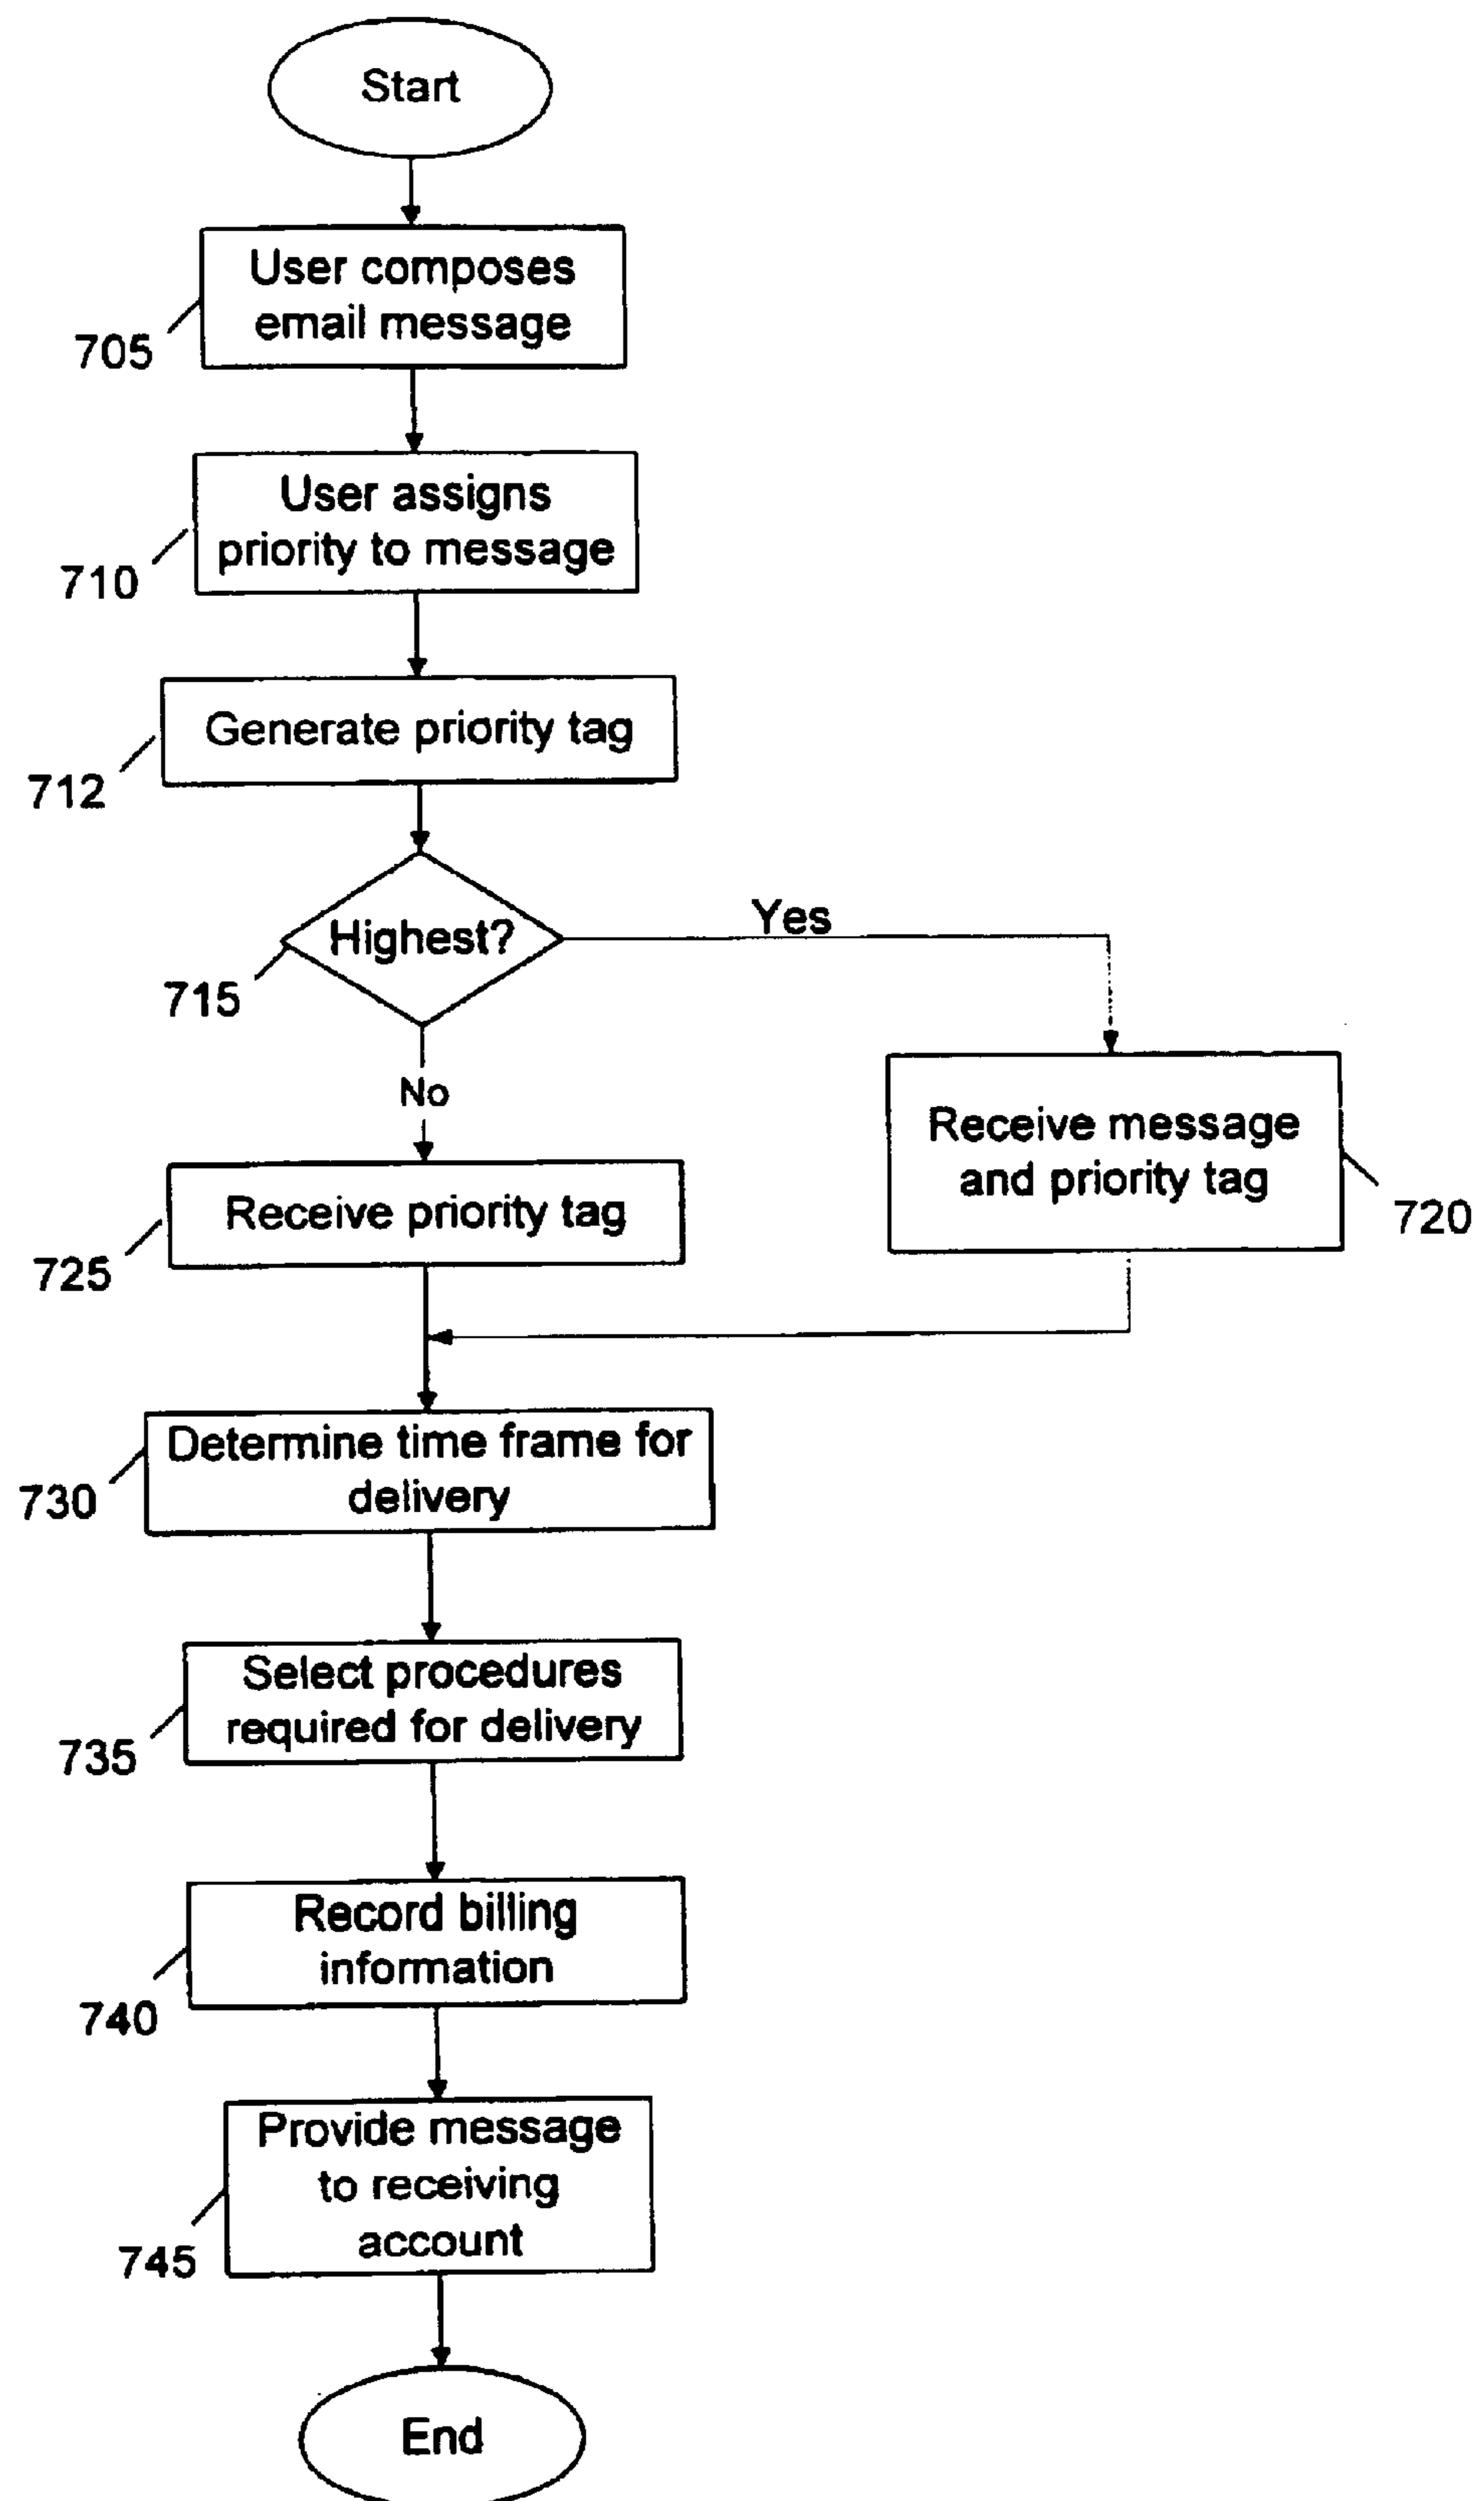 Start
User composes
email message
705
User assigns
priority to message
710
Generate priority tag
712
Highest?
715
Yes
No
Receive message
and priority tag
720
Receive priority tag
725
Determine time frame for
delivery
730
Select procedures
required for delivery
735
Record billing
information
740
Provide message
to receiving
account
745
End